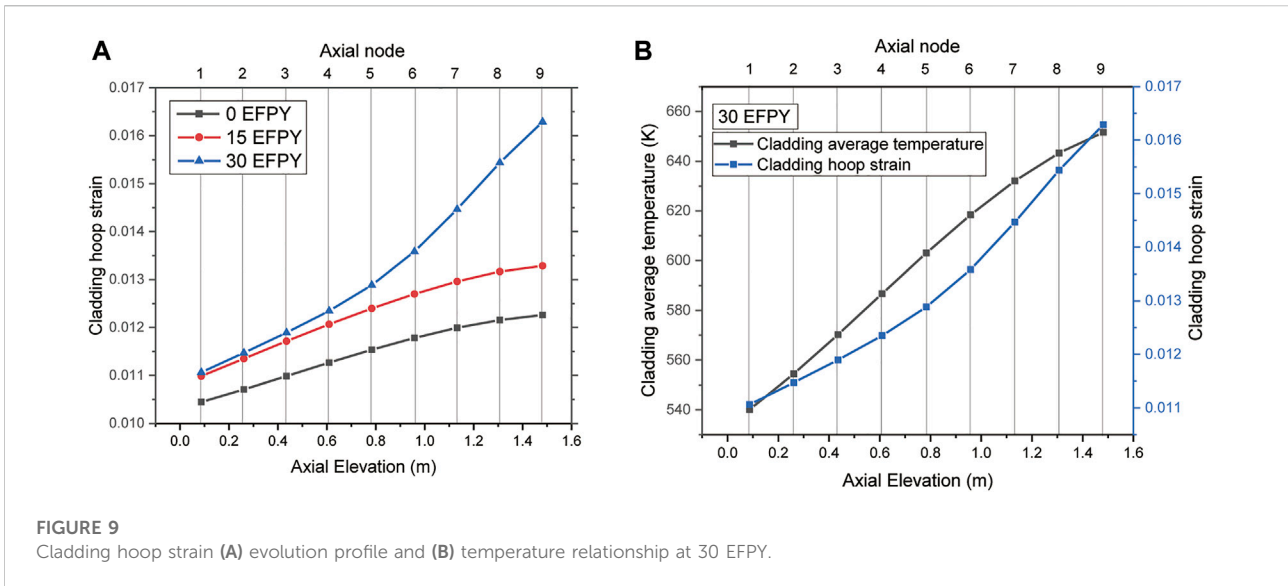 A
Axial node
1 2 3 4 5 6 7 8 9
0.017
0.016
0.015
0.014
0.013
0.012
0.011
0.010
Cladding hoop strain
0 EFPY
15 EFPY
30 EFPY
0.0 0.2 0.4 0.6 0.8 1.0 1.2 1.4 1.6
Axial Elevation (m)
B
Axial node
1 2 3 4 5 6 7 8 9
660
640
620
600
580
560
540
Cladding average temperature (K)
30 EFPY
Cladding average temperature
Cladding hoop strain
0.017
0.016
0.015
0.014
0.013
0.012
0.011
Cladding hoop strain
0.0 0.2 0.4 0.6 0.8 1.0 1.2 1.4 1.6
Axial Elevation (m)
FIGURE 9
Cladding hoop strain (A) evolution profile and (B) temperature relationship at 30 EFPY.